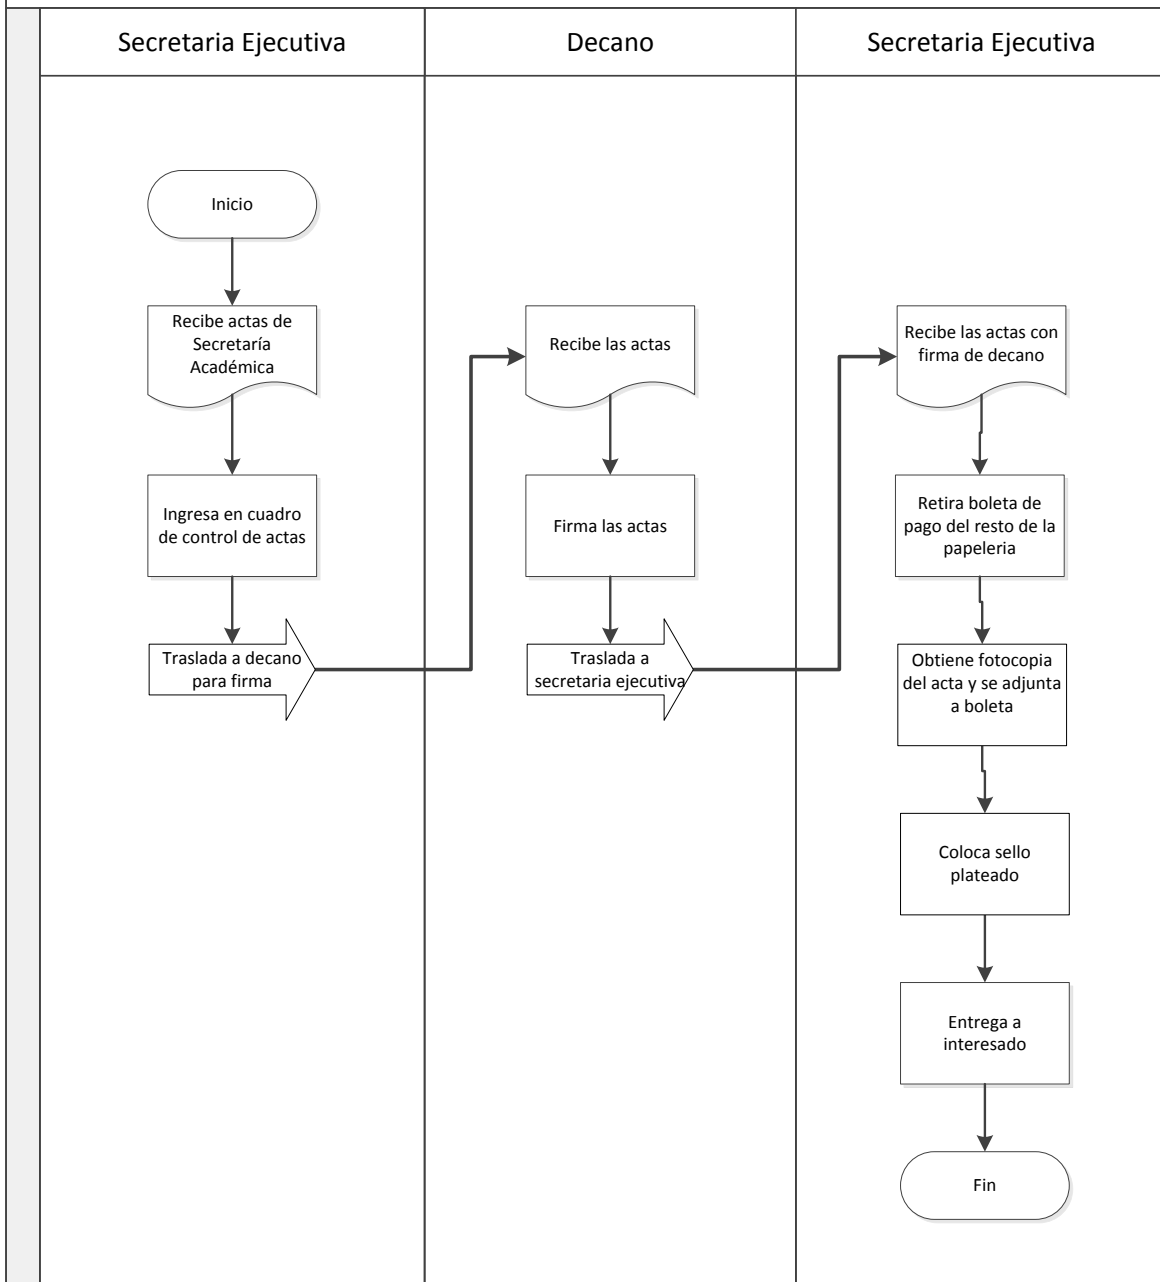 Secretaria Ejecutiva
Decano
Secretaria Ejecutiva
Inicio
Recibe actas de
Secretaría
Académica
Ingresa en cuadro
de control de actas
Traslada a decano
para firma
Recibe las actas
Firma las actas
Traslada a
secretaria ejecutiva
Recibe las actas con
firma de decano
Retira boleta de
pago del resto de la
papeleria
Obtiene fotocopia
del acta y se adjunta
a boleta
Coloca sello
plateado
Entrega a
interesado
Fin